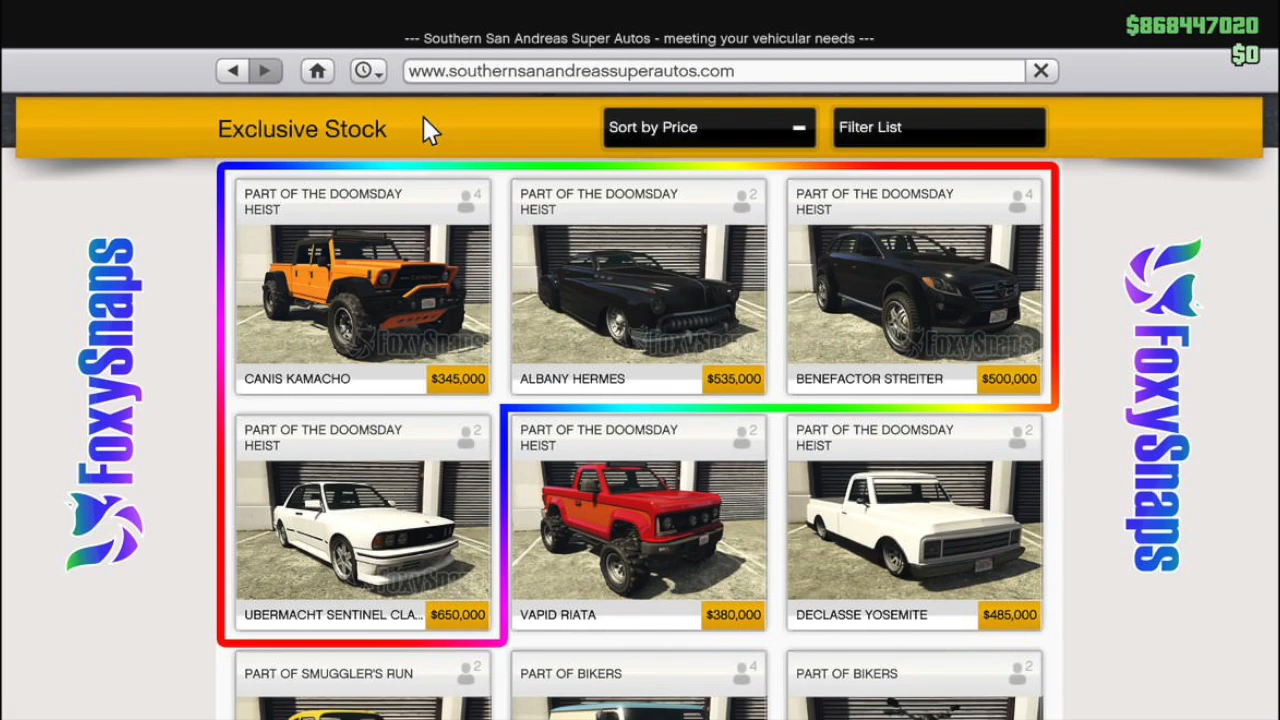 $868447020
--- Southern San Andreas Super Autos - meeting your vehicular needs ---
$0
www.southernsanandreassuperautos.com
Exclusive Stock
Sort by Price
Filter List
PART OF THE DOOMSDAY
HEIST
4
PART OF THE DOOMSDAY
HEIST
2
PART OF THE DOOMSDAY
HEIST
4
FoxySnaps
FoxySnaps
FoxySnaps
CANIS KAMACHO
$345,000
ALBANY HERMES
$535,000
BENEFACTOR STREITER
$500,000
FoxySnaps
FoxySnaps
PART OF THE DOOMSDAY
HEIST
2
PART OF THE DOOMSDAY
HEIST
2
PART OF THE DOOMSDAY
HEIST
2
FoxySnaps
UBERMACHT SENTINEL CLA...
$650,000
VAPID RIATA
$380,000
DECLASSE YOSEMITE
$485,000
PART OF SMUGGLER'S RUN
2
PART OF BIKERS
4
PART OF BIKERS
2